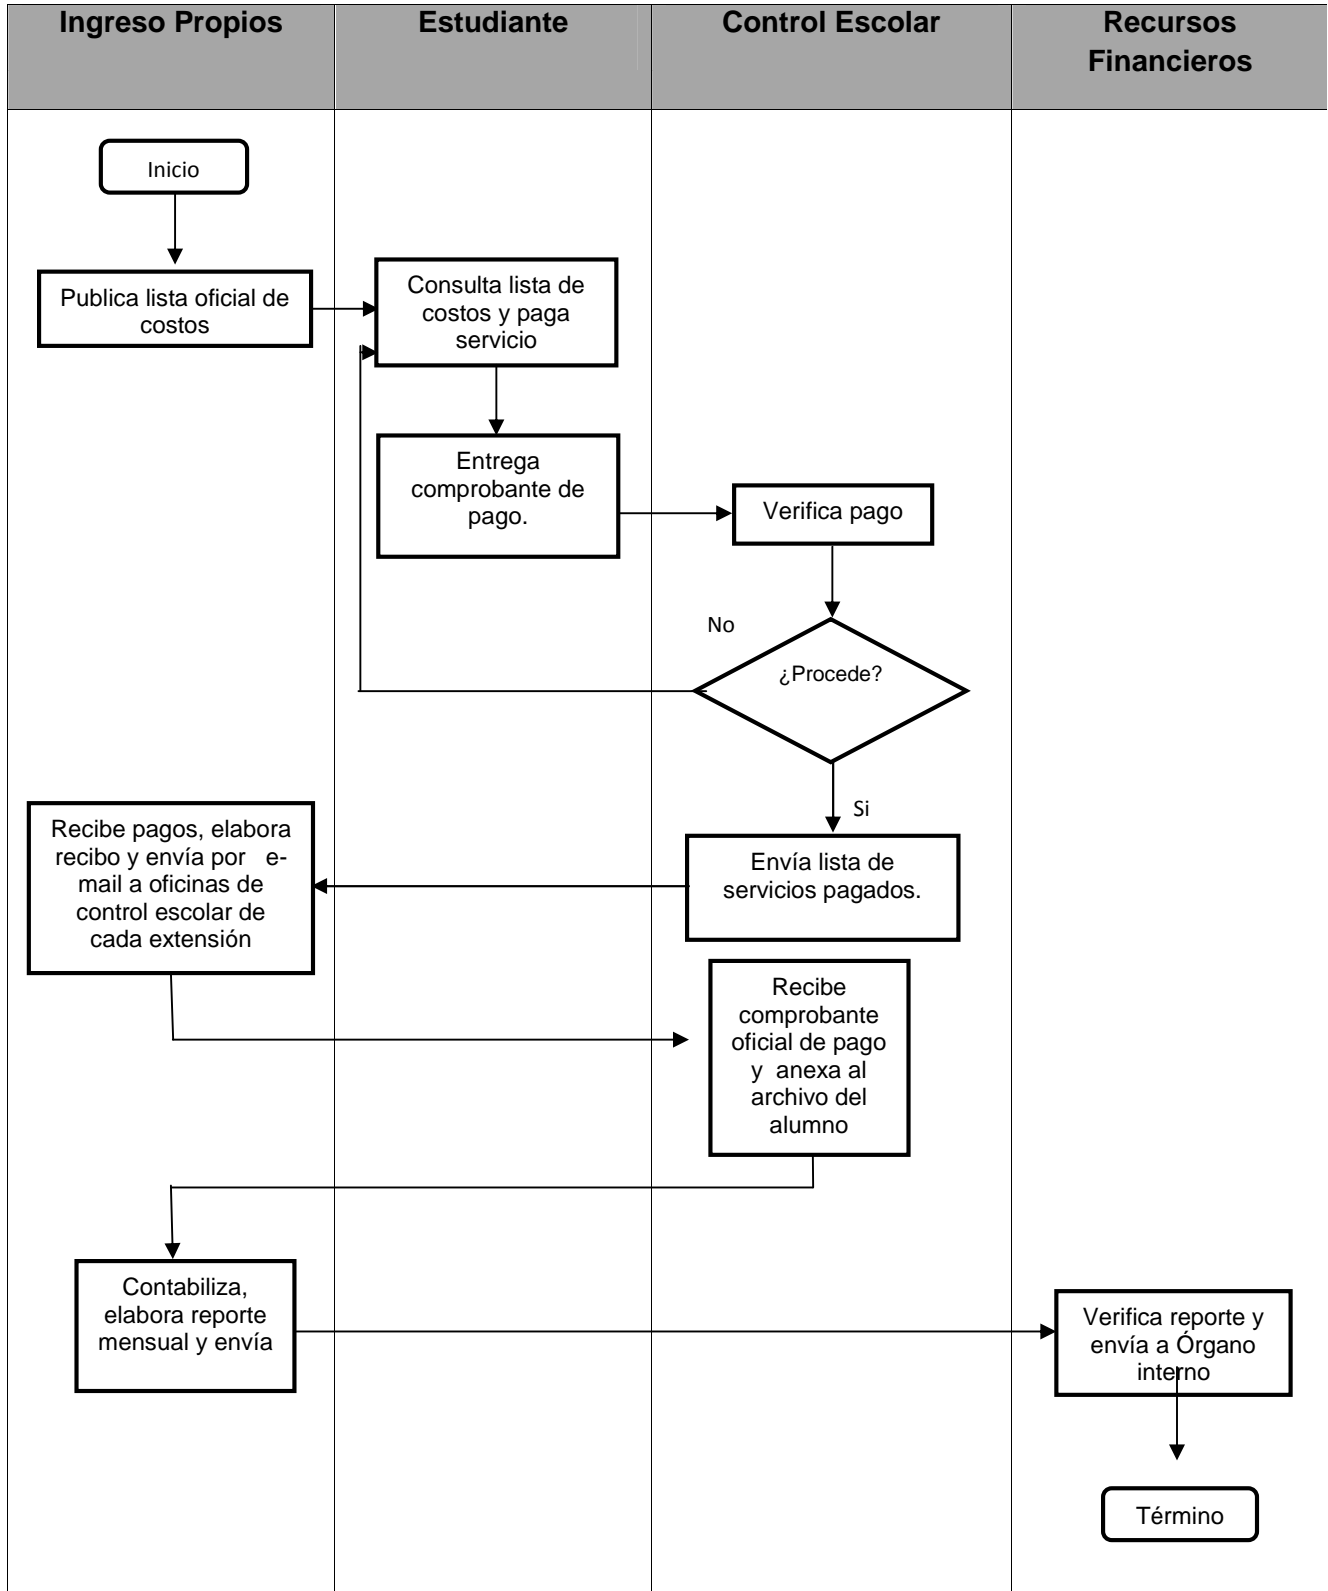 Ingreso Propios
Estudiante
Control Escolar
Recursos
Financieros
Inicio
Publica lista oficial de
costos
Consulta lista de
costos y paga
servicio
Entrega
comprobante de
pago.
Verifica pago
No
¿Procede?
Si
Envía lista de
servicios pagados.
Recibe pagos, elabora
recibo y envía por e-
mail a oficinas de
control escolar de
cada extensión
Recibe
comprobante
oficial de pago
y anexa al
archivo del
alumno
Contabiliza,
elabora reporte
mensual y envía
Verifica reporte y
envía a Órgano
interno
Término